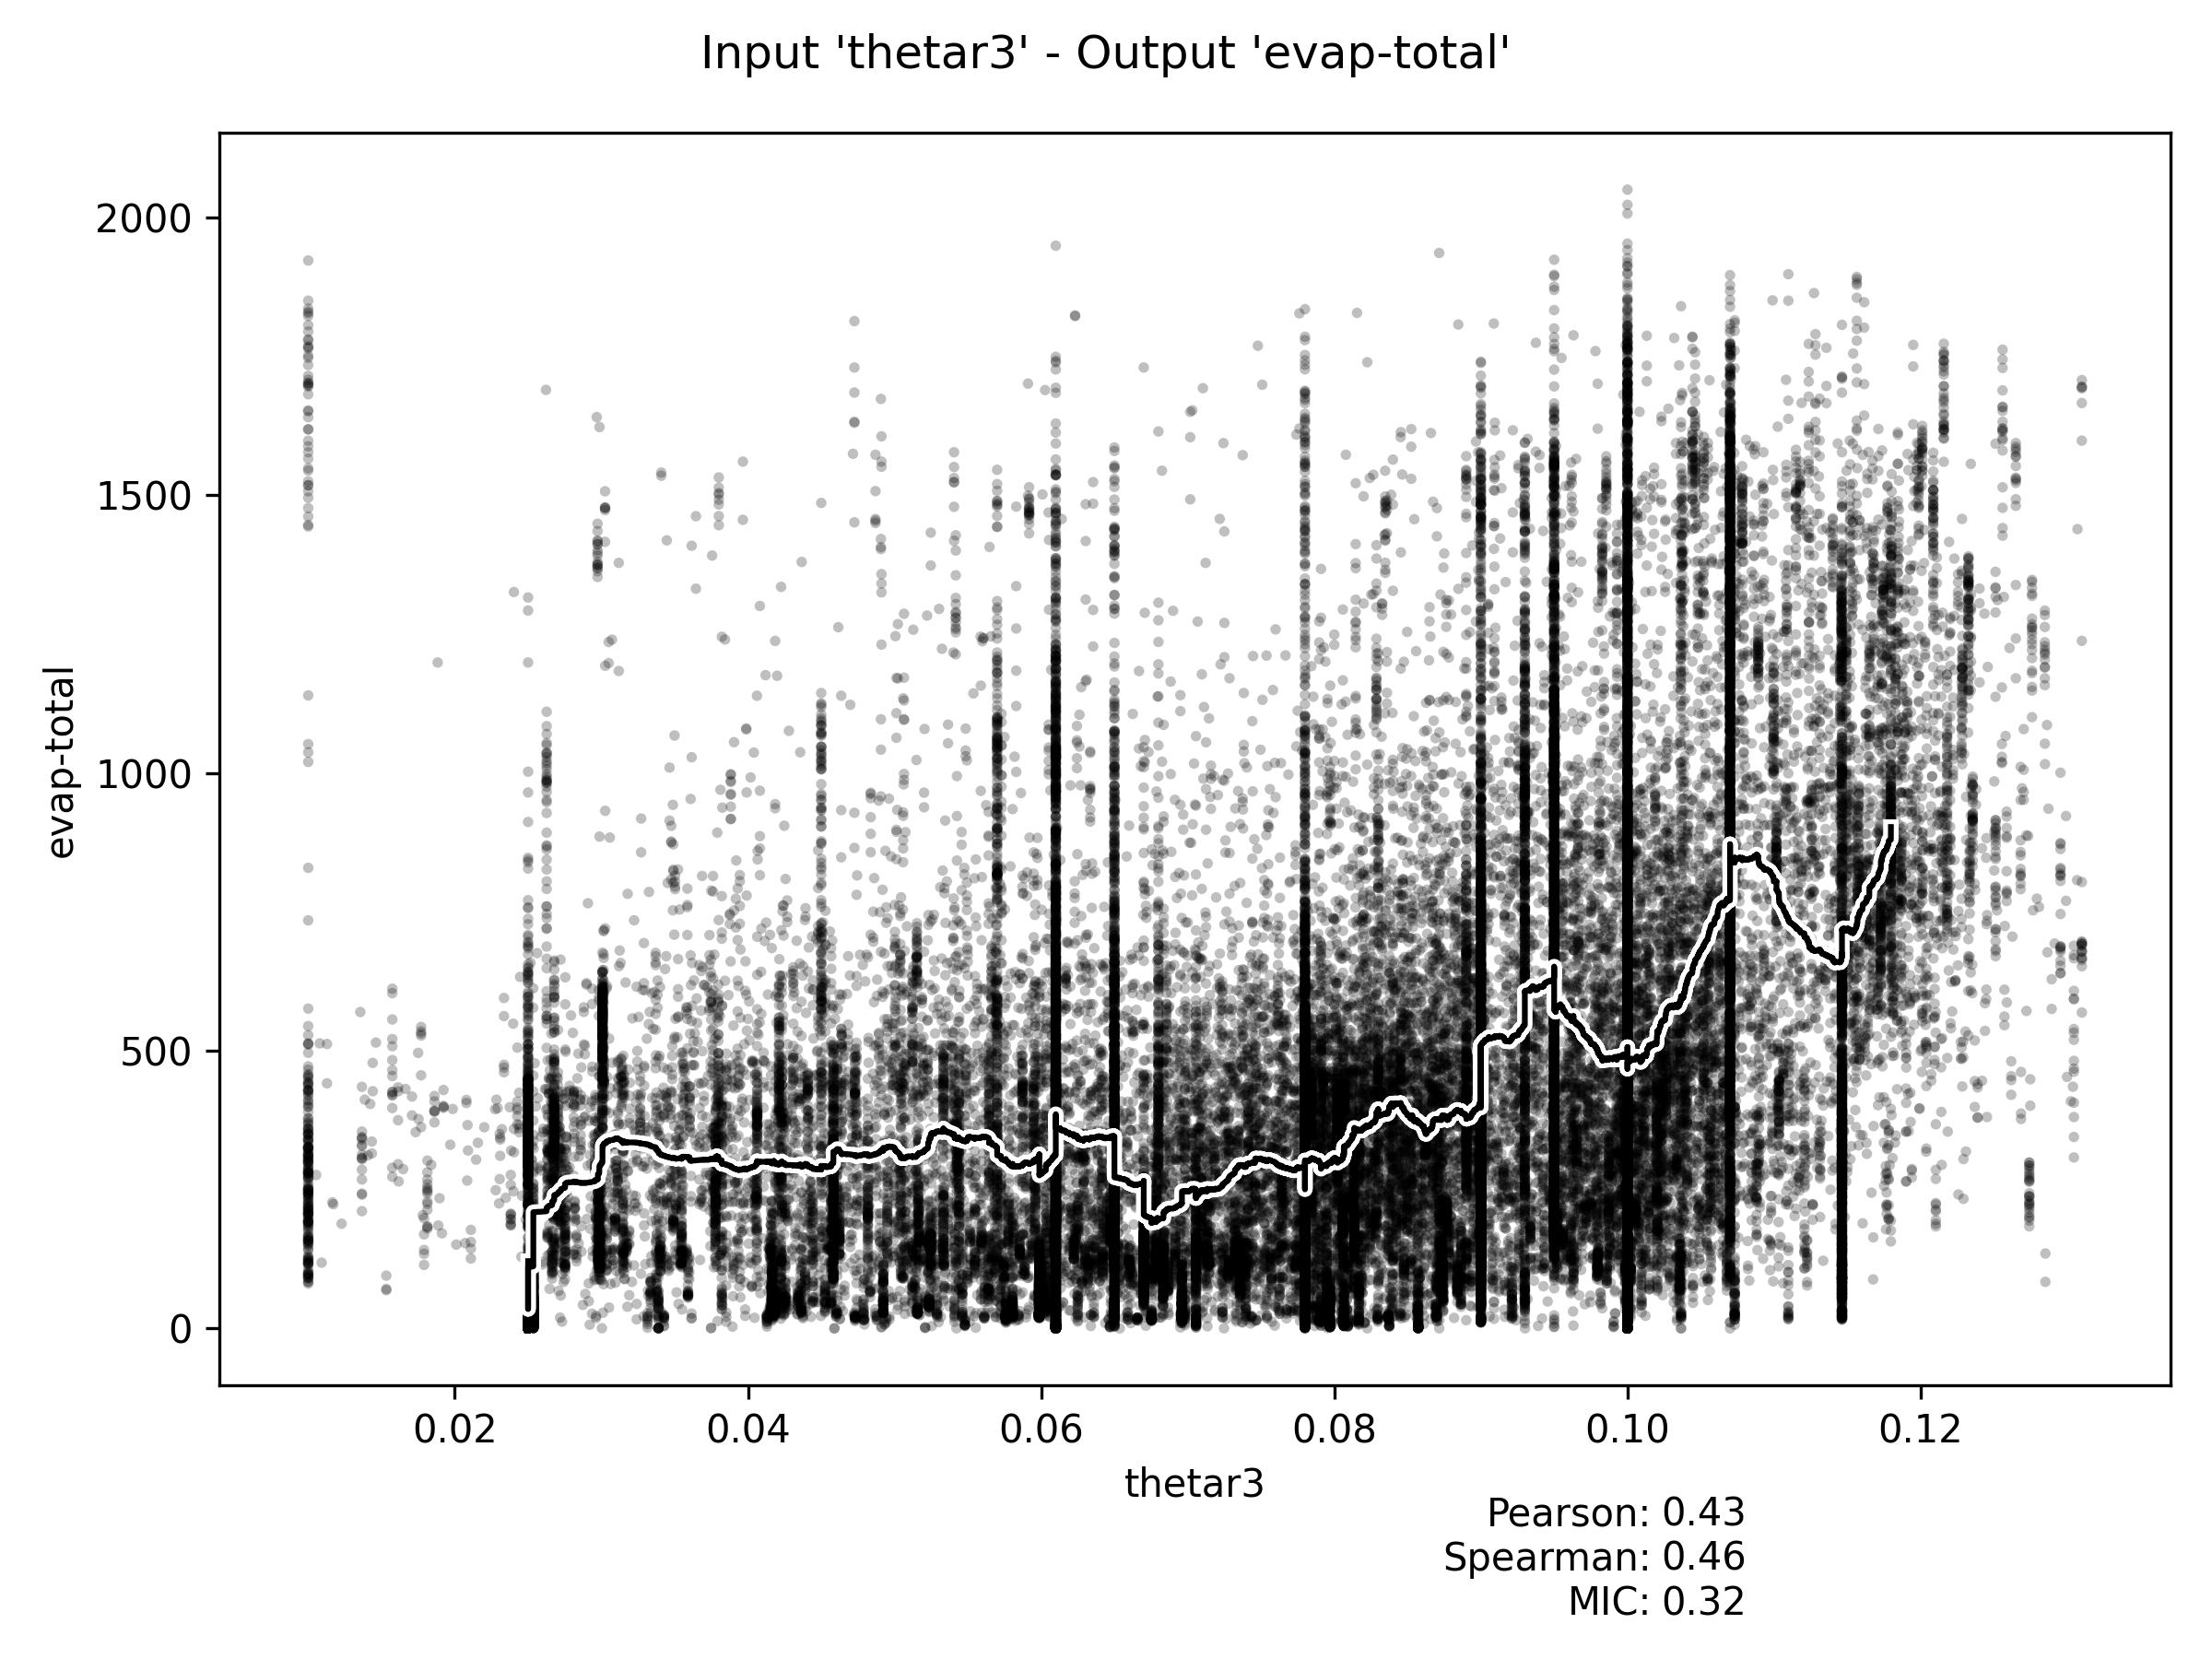 Input 'thetar3' - Output 'evap-total'
2000
1500
1000
500
0
evap-total
0.02
0.04
0.06
0.08
0.10
0.12
thetar3
Pearson: 0.43
Spearman: 0.46
MIC: 0.32